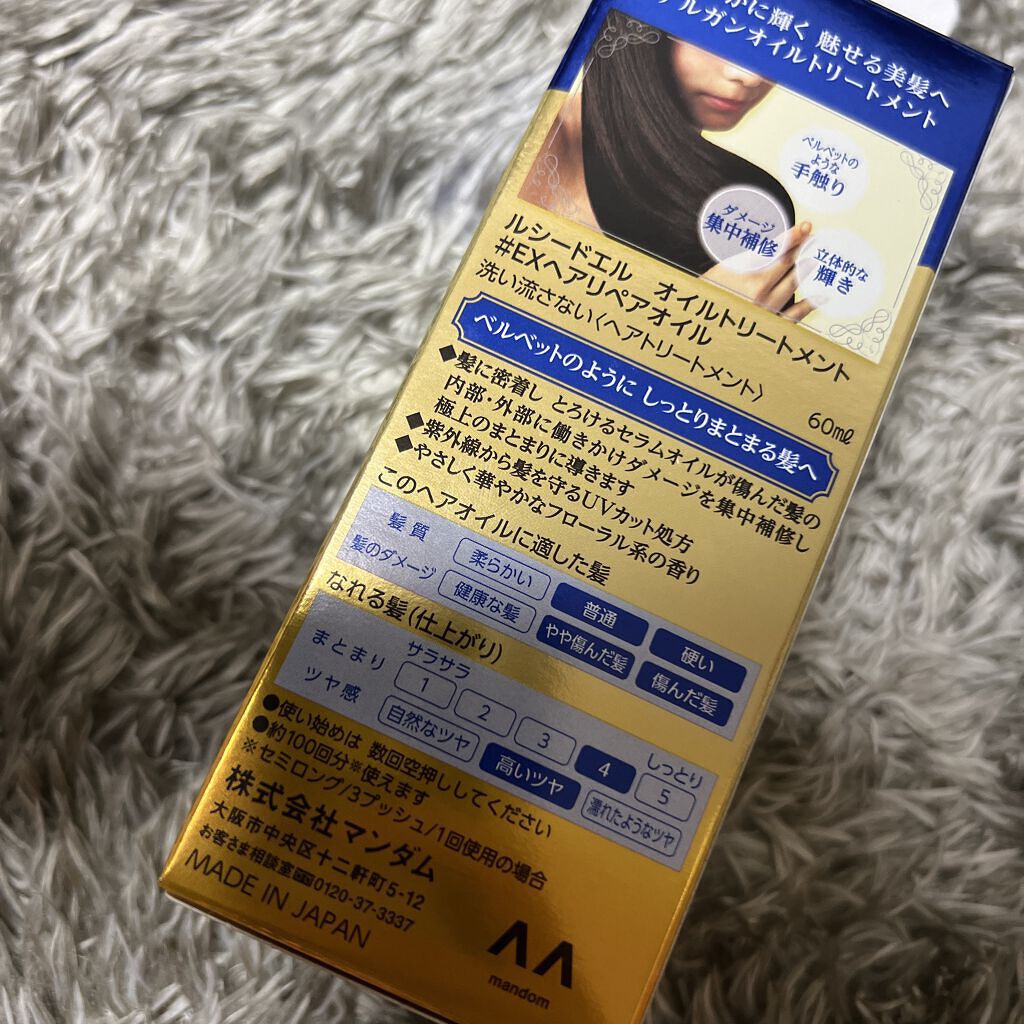 に輝く 魅せる美髪へ
ルガンオイルトリートメント
ベルベットの
ような
手触り
ダメージ
集中補修
立体的な
輝き
ルシードエル オイルトリートメント
#EXヘアリペアオイル
洗い流さない〈ヘアトリートメント〉
60mℓ
ベルベットのように しっとりまとまる髪へ
◆髪に密着し とろけるセラムオイルが傷んだ髪の
内部・外部に働きかけダメージを集中補修し
極上のまとまりに導きます
◆紫外線から髪を守るUVカット処方
◆やさしく華やかなフローラル系の香り
このヘアオイルに適した髪
髪質 柔らかい 普通 硬い
髪のダメージ 健康な髪 やや傷んだ髪 傷んだ髪
なれる髪(仕上がり)
サラサラ しっとり
まとまり 1 2 3 4 5
ツヤ感 自然なツヤ 高いツヤ 濡れたようなツヤ
●使い始めは 数回空押ししてください
●約100回分※使えます
※セミロング/3プッシュ/1回使用の場合
株式会社マンダム
大阪市中央区十二軒町5-12
お客さま相談室 0120-37-3337
MADE IN JAPAN
mandom